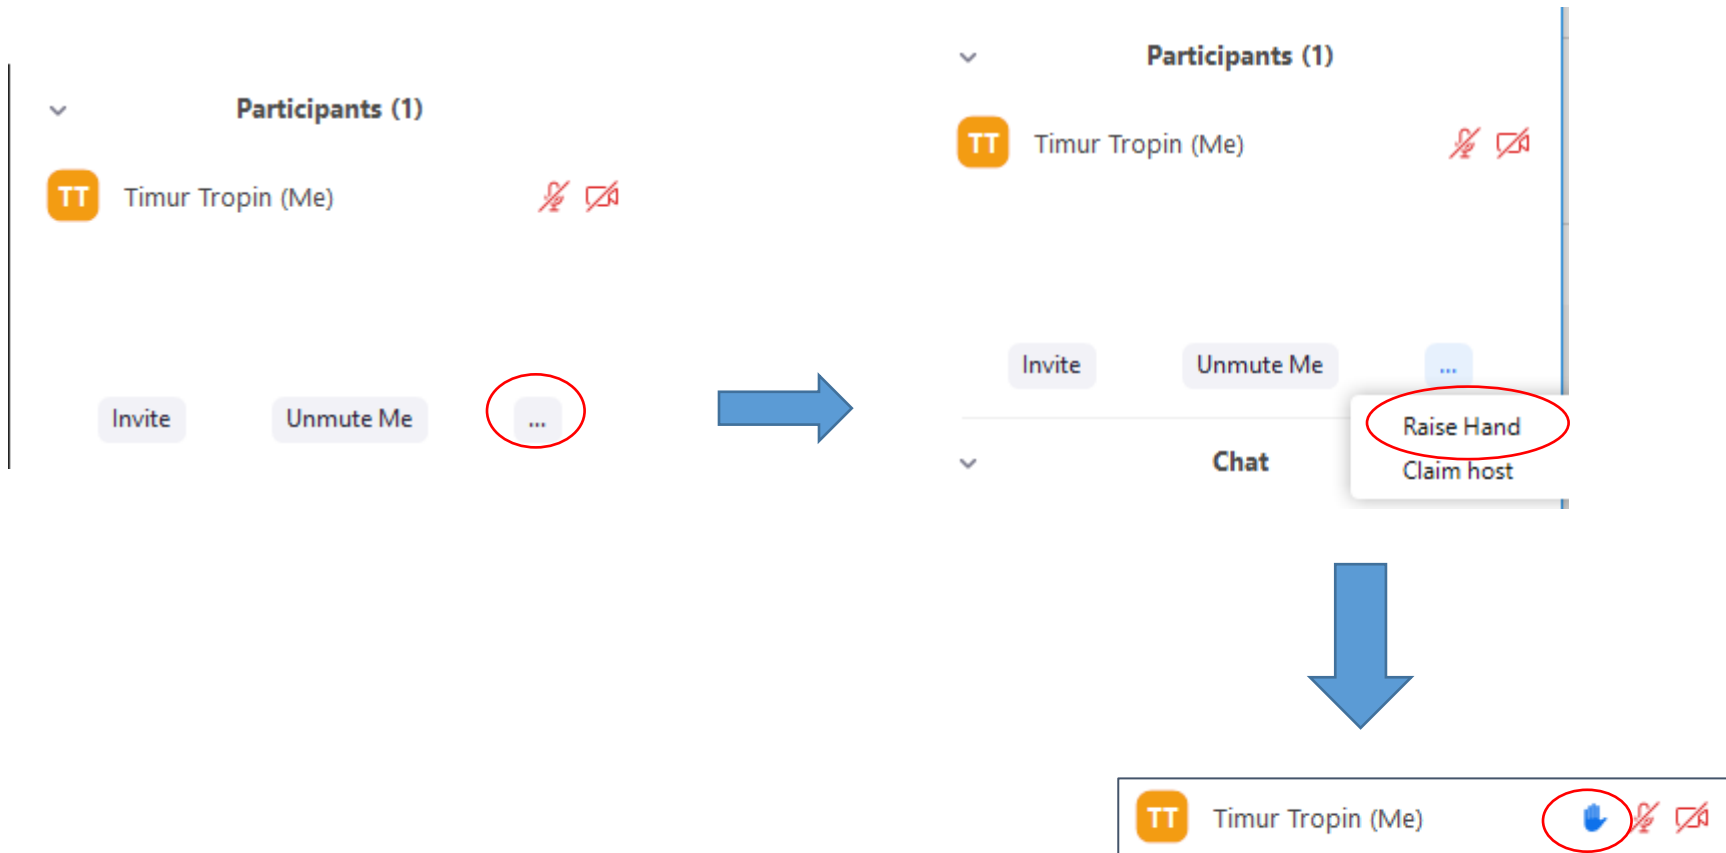 Participants (1)
TT Timur Tropin (Me)
Invite Unmute Me ...
Participants (1)
TT Timur Tropin (Me)
Invite Unmute Me ...
Raise Hand
Chat
Claim host
TT Timur Tropin (Me)